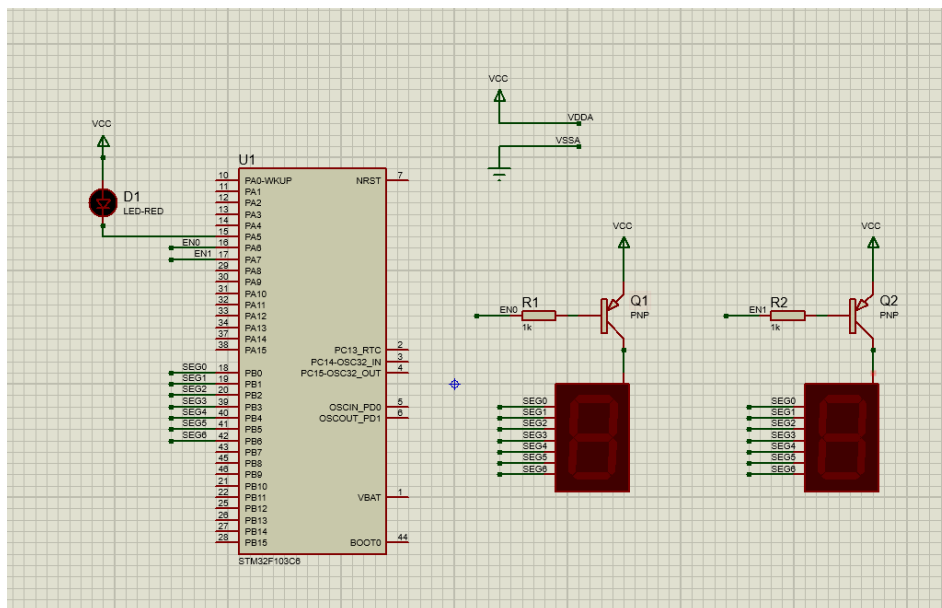 VCC
D1
LED-RED
U1
10 PA0-WKUP
11 PA1
12 PA2
13 PA3
14 PA4
15 PA5
EN0 16 PA6
EN1 17 PA7
29 PA8
30 PA9
31 PA10
32 PA11
33 PA12
34 PA13
37 PA14
38 PA15
SEG0 18 PB0
SEG1 19 PB1
SEG2 20 PB2
SEG3 39 PB3
SEG4 40 PB4
SEG5 41 PB5
SEG6 42 PB6
43 PB7
45 PB8
46 PB9
21 PB10
22 PB11
25 PB12
26 PB13
27 PB14
28 PB15
NRST 7
PC13_RTC 2
PC14-OSC32_IN 3
PC15-OSC32_OUT 4
OSCIN_PD0 5
OSCOUT_PD1 6
VBAT 1
BOOT0 44
STM32F103C6
VCC
VDDA
VSSA
VCC
EN0
R1
1k
Q1
PNP
SEG0
SEG1
SEG2
SEG3
SEG4
SEG5
SEG6
VCC
EN1
R2
1k
Q2
PNP
SEG0
SEG1
SEG2
SEG3
SEG4
SEG5
SEG6